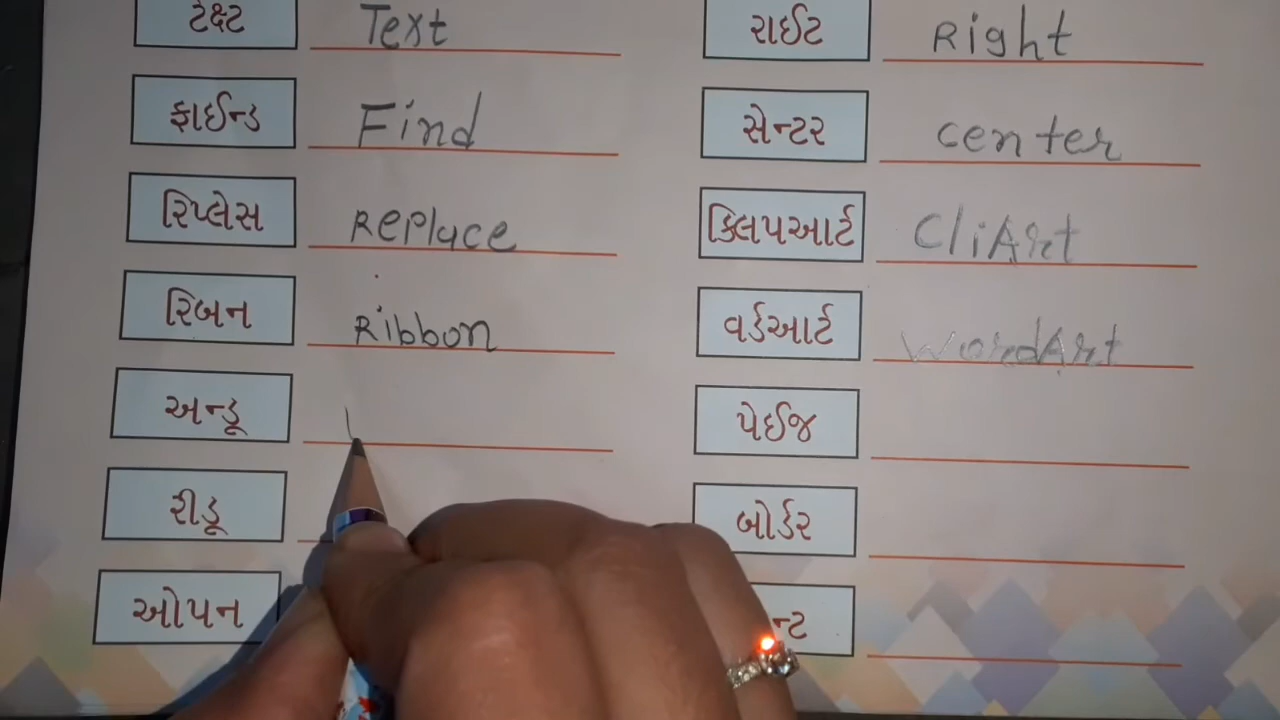 ટેક્ષ્ટ Text
ફાઈન્ડ Find
રિપ્લેસ Replace
રિબન Ribbon
અન્ડૂ
રીડૂ
ઓપન
રાઈટ Right
સેન્ટર center
ક્લિપઆર્ટ CliArt
વર્ડઆર્ટ WordArt
પેઈજ
બોર્ડર